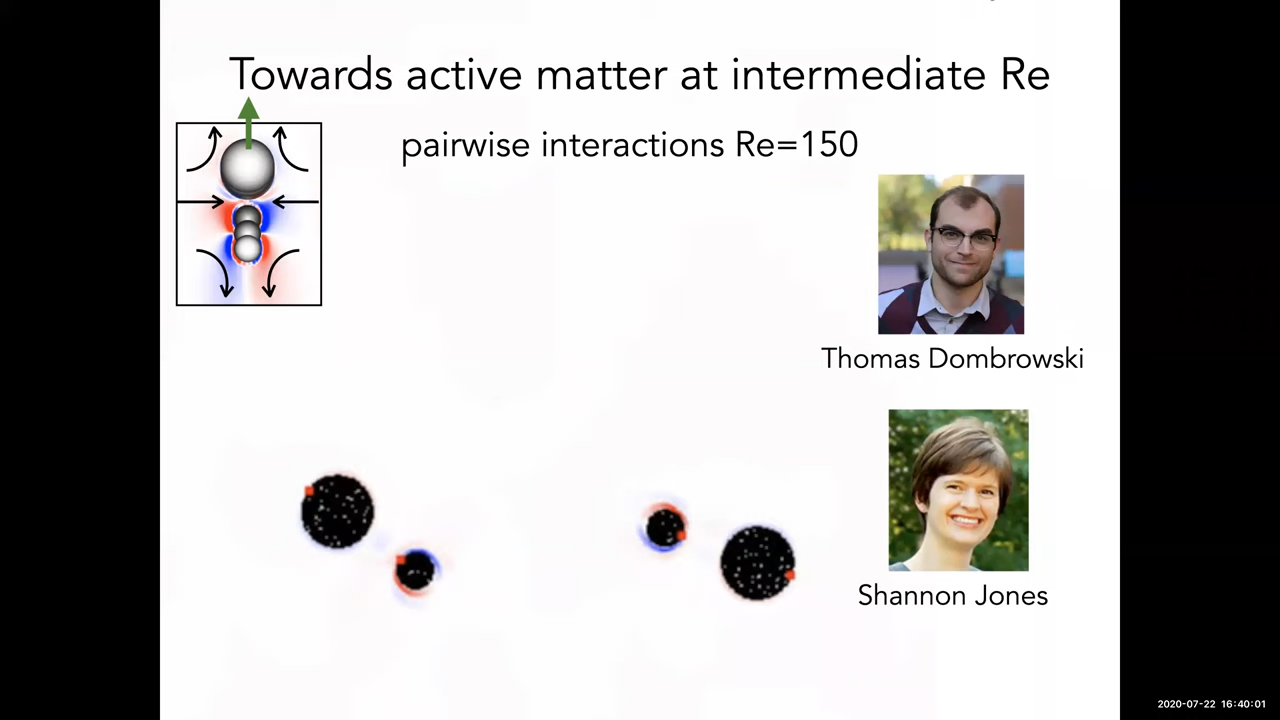 Towards active matter at intermediate Re
pairwise interactions Re=150
Thomas Dombrowski
Shannon Jones
2020-07-22 16:40:01